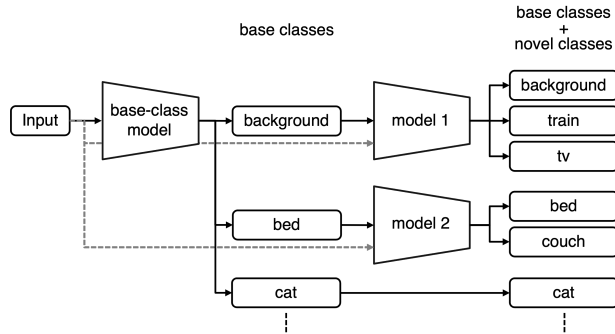 base classes
base classes
+
novel classes
Input
base-class
model
background
model 1
background
train
tv
bed
model 2
bed
couch
cat
cat